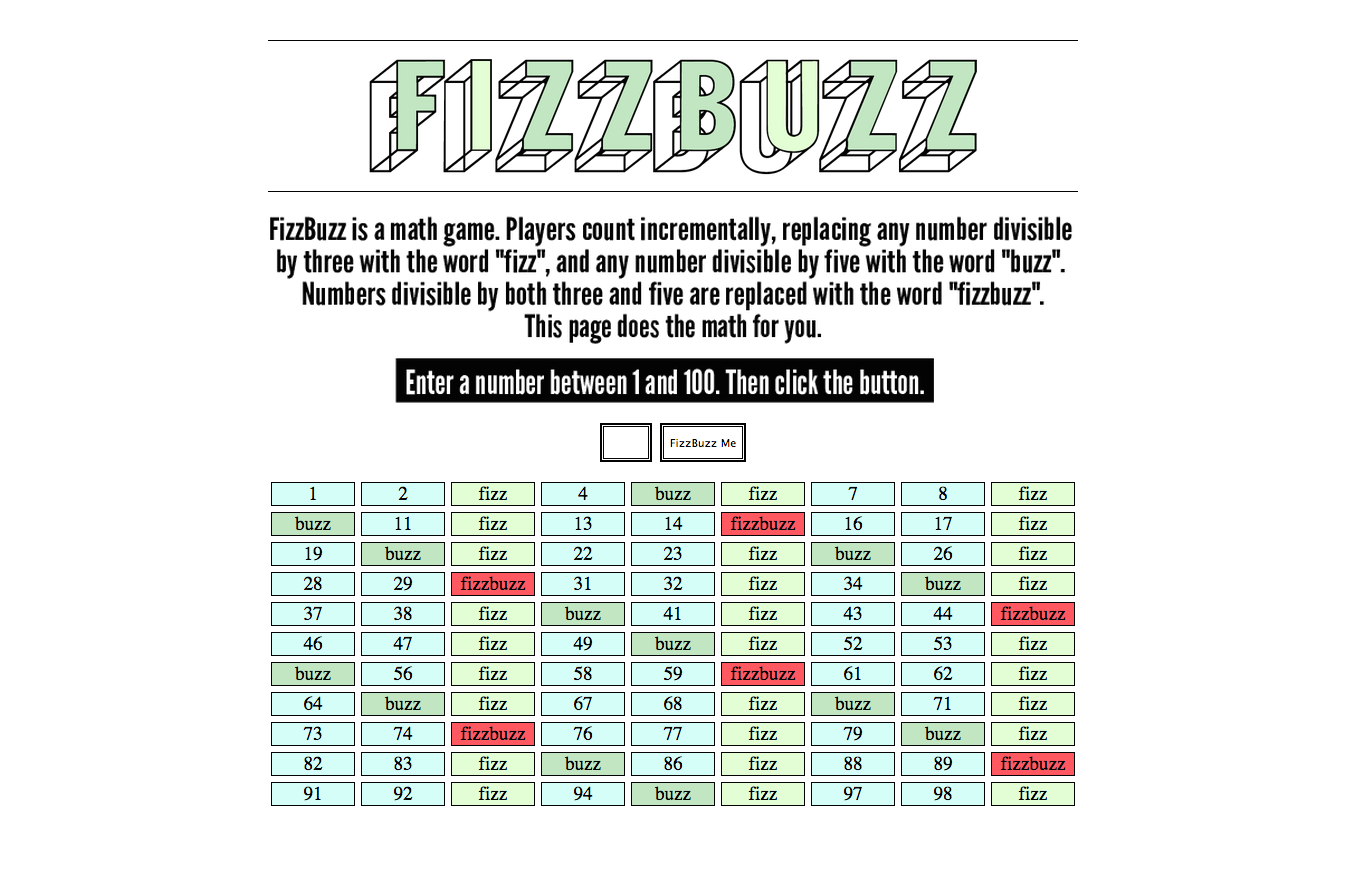 FIZZBUZZ
FizzBuzz is a math game. Players count incrementally, replacing any number divisible
by three with the word "fizz", and any number divisible by five with the word "buzz".
Numbers divisible by both three and five are replaced with the word "fizzbuzz".
This page does the math for you.
Enter a number between 1 and 100. Then click the button.
FizzBuzz Me
1 2 fizz 4 buzz fizz 7 8 fizz
buzz 11 fizz 13 14 fizzbuzz 16 17 fizz
19 buzz fizz 22 23 fizz buzz 26 fizz
28 29 fizzbuzz 31 32 fizz 34 buzz fizz
37 38 fizz buzz 41 fizz 43 44 fizzbuzz
46 47 fizz 49 buzz fizz 52 53 fizz
buzz 56 fizz 58 59 fizzbuzz 61 62 fizz
64 buzz fizz 67 68 fizz buzz 71 fizz
73 74 fizzbuzz 76 77 fizz 79 buzz fizz
82 83 fizz buzz 86 fizz 88 89 fizzbuzz
91 92 fizz 94 buzz fizz 97 98 fizz